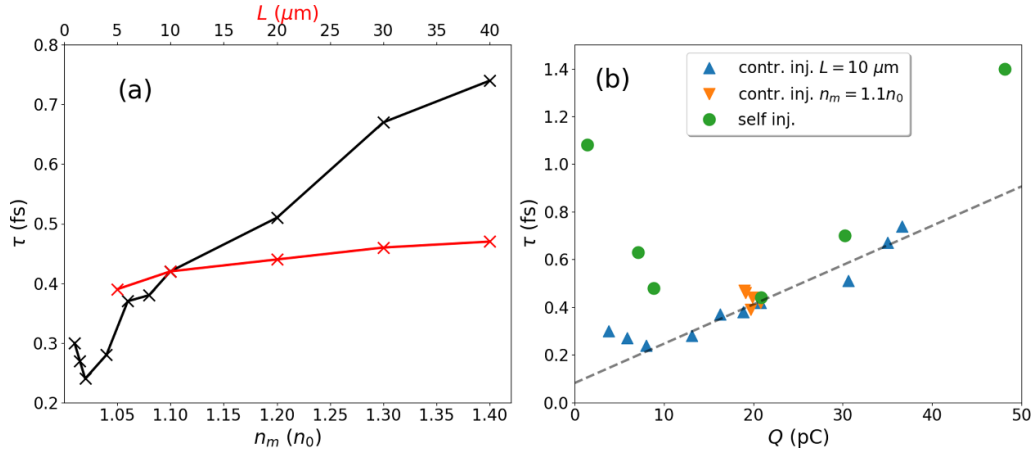 L (μm)
0 5 10 15 20 25 30 35 40
0.8
0.7
0.6
0.5
0.4
0.3
0.2
τ (fs)
(a)
1.05 1.10 1.15 1.20 1.25 1.30 1.35 1.40
n_m (n_0)
1.4
1.2
1.0
0.8
0.6
0.4
0.2
0.0
τ (fs)
(b)
contr. inj. L = 10 μm
contr. inj. n_m = 1.1n_0
self inj.
0 10 20 30 40 50
Q (pC)